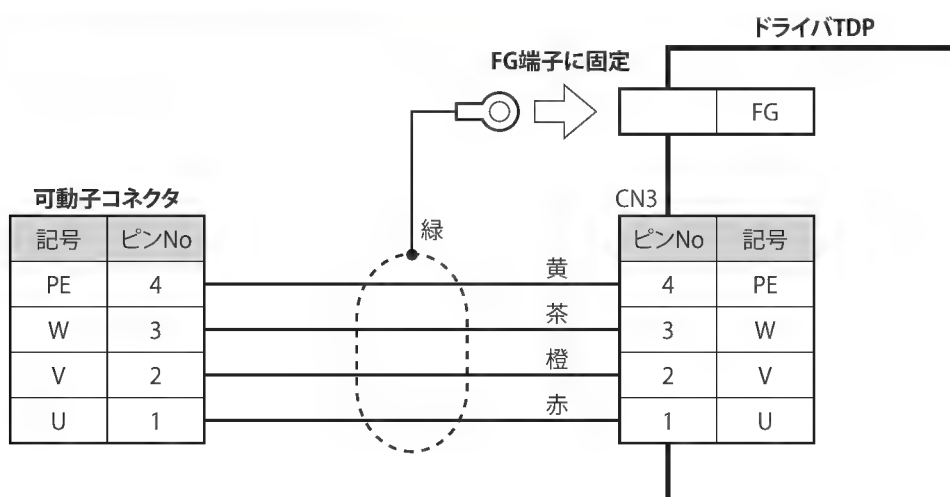 ドライバTDP
FG端子に固定
FG
可動子コネクタ
CN3
記号 ピンNo
緑
ピンNo 記号
PE 4
黄
4 PE
W 3
茶
3 W
V 2
橙
2 V
U 1
赤
1 U